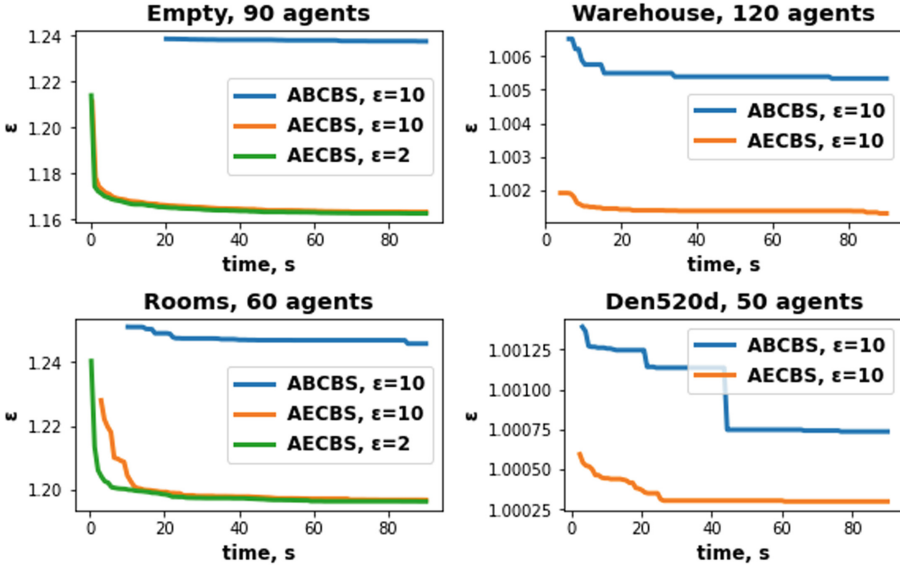 Empty, 90 agents
1.24
1.22
1.20
1.18
1.16
ε
ABCBS, ε=10
AECBS, ε=10
AECBS, ε=2
0 20 40 60 80
time, s
Warehouse, 120 agents
1.006
1.005
1.004
1.003
1.002
ε
ABCBS, ε=10
AECBS, ε=10
0 20 40 60 80
time, s
Rooms, 60 agents
1.24
1.22
1.20
ε
ABCBS, ε=10
AECBS, ε=10
AECBS, ε=2
0 20 40 60 80
time, s
Den520d, 50 agents
1.00125
1.00100
1.00075
1.00050
1.00025
ε
ABCBS, ε=10
AECBS, ε=10
0 20 40 60 80
time, s